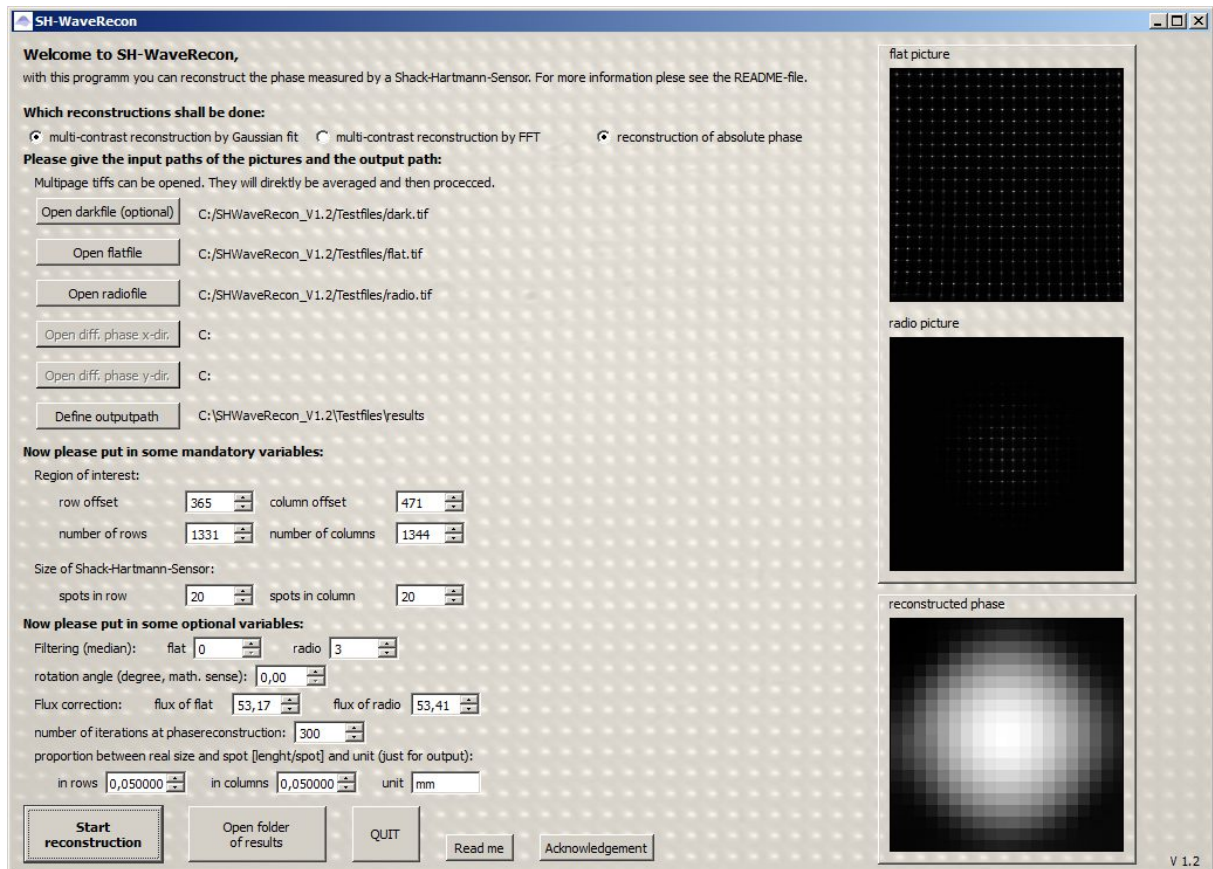 SH-WaveRecon
Welcome to SH-WaveRecon,
with this programm you can reconstruct the phase measured by a Shack-Hartmann-Sensor. For more information plese see the README-file.
Which reconstructions shall be done:
multi-contrast reconstruction by Gaussian fit multi-contrast reconstruction by FFT reconstruction of absolute phase
Please give the input paths of the pictures and the output path:
Multipage tiffs can be opened. They will direktly be averaged and then procecced.
Open darkfile (optional) C:/SHWaveRecon_V1.2/Testfiles/dark.tif
Open flatfile C:/SHWaveRecon_V1.2/Testfiles/flat.tif
Open radiofile C:/SHWaveRecon_V1.2/Testfiles/radio.tif
Open diff. phase x-dir. C:
Open diff. phase y-dir. C:
Define outputpath C:\SHWaveRecon_V1.2\Testfiles\results
Now please put in some mandatory variables:
Region of interest:
row offset 365 column offset 471
number of rows 1331 number of columns 1344
Size of Shack-Hartmann-Sensor:
spots in row 20 spots in column 20
Now please put in some optional variables:
Filtering (median): flat 0 radio 3
rotation angle (degree, math. sense): 0,00
Flux correction: flux of flat 53,17 flux of radio 53,41
number of iterations at phasereconstruction: 300
proportion between real size and spot [lenght/spot] and unit (just for output):
in rows 0,050000 in columns 0,050000 unit mm
Start
reconstruction
Open folder
of results
QUIT
Read me
Acknowledgement
flat picture
radio picture
reconstructed phase
V 1.2